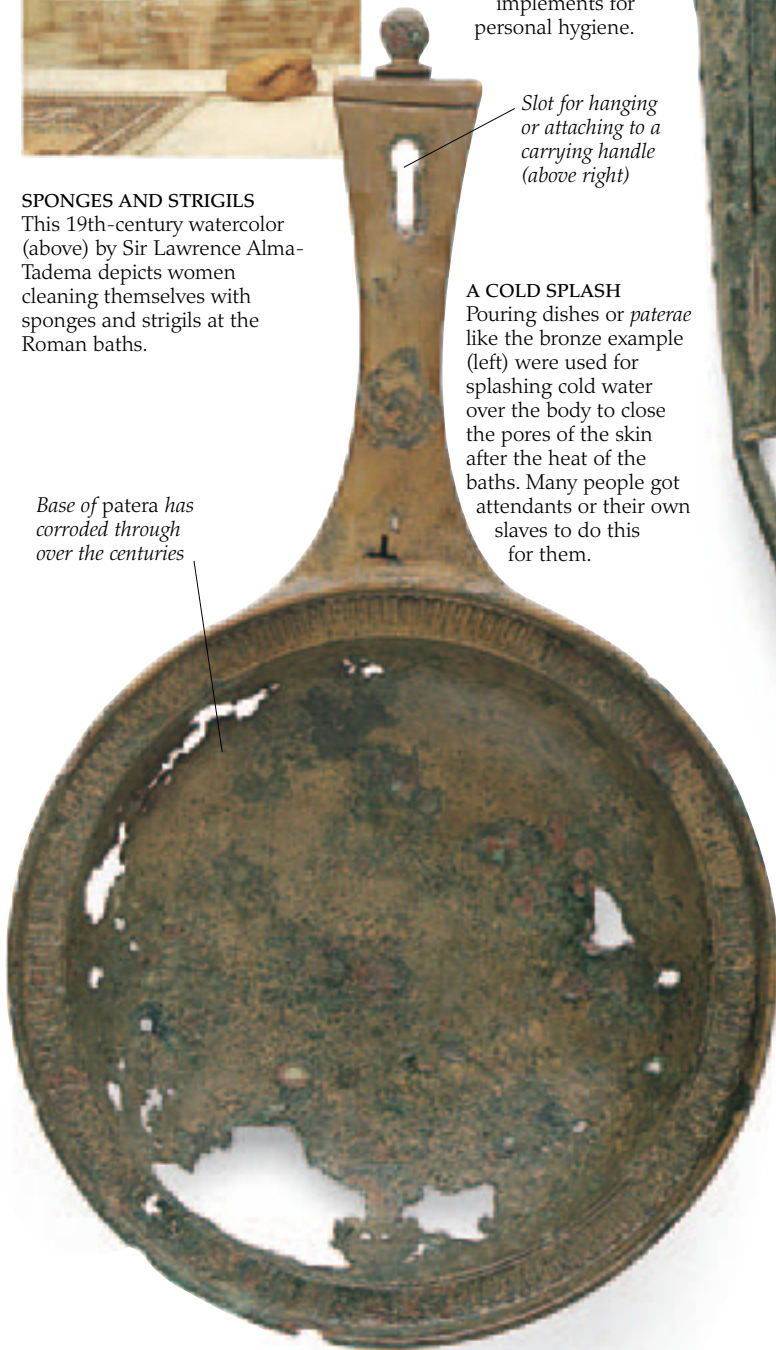 implements for
personal hygiene.
Slot for hanging
or attaching to a
carrying handle
(above right)
SPONGES AND STRIGILS
This 19th-century watercolor
(above) by Sir Lawrence Alma-
Tadema depicts women
cleaning themselves with
sponges and strigils at the
Roman baths.
A COLD SPLASH
Pouring dishes or paterae
like the bronze example
(left) were used for
splashing cold water
over the body to close
the pores of the skin
after the heat of the
baths. Many people got
attendants or their own
slaves to do this
for them.
Base of patera has
corroded through
over the centuries